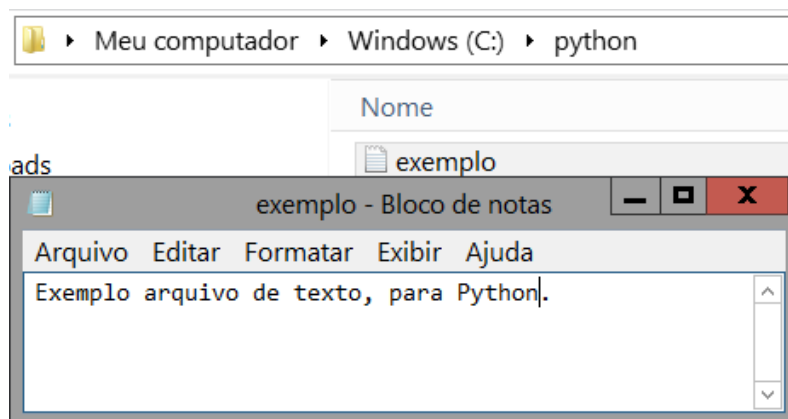 Meu computador Windows (C:) python
Nome
exemplo
exemplo - Bloco de notas
Arquivo Editar Formatar Exibir Ajuda
Exemplo arquivo de texto, para Python.